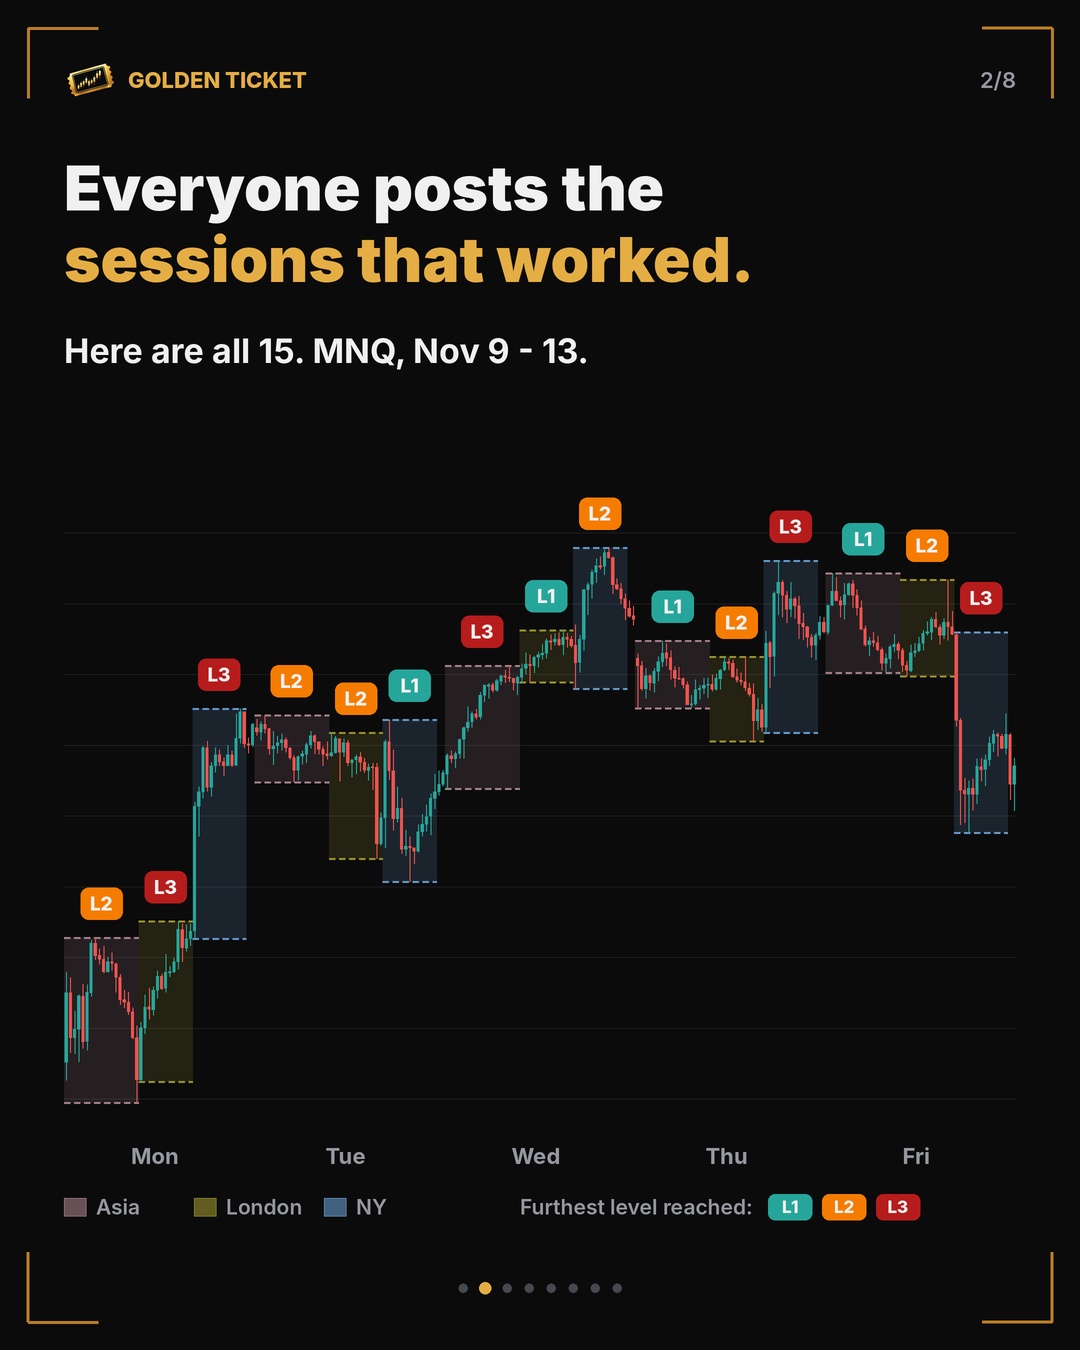 GOLDEN TICKET
2/8
Everyone posts the
sessions that worked.
Here are all 15. MNQ, Nov 9 - 13.
L2
L3
L3
L2
L2
L1
L3
L1
L2
L1
L2
L3
L1
L2
L3
Mon Tue Wed Thu Fri
Asia London NY Furthest level reached: L1 L2 L3